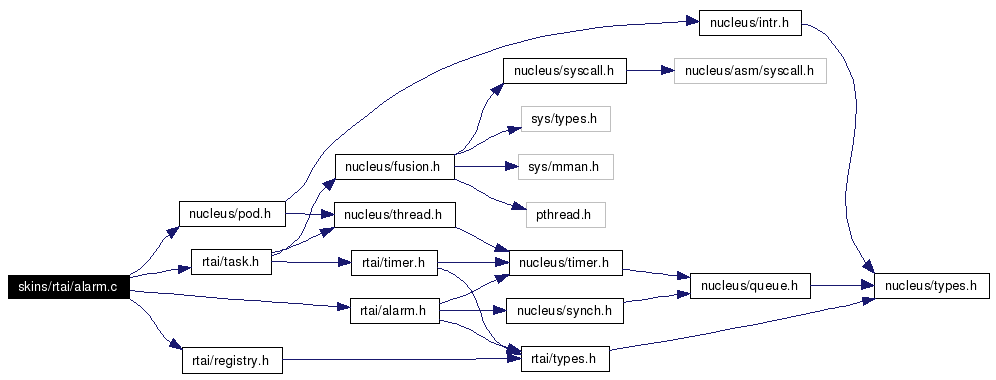 nucleus/intr.h
nucleus/syscall.h
nucleus/asm/syscall.h
sys/types.h
nucleus/fusion.h
sys/mman.h
nucleus/pod.h
nucleus/thread.h
pthread.h
rtai/task.h
rtai/timer.h
nucleus/timer.h
skins/rtai/alarm.c
nucleus/queue.h
nucleus/types.h
rtai/alarm.h
nucleus/synch.h
rtai/registry.h
rtai/types.h